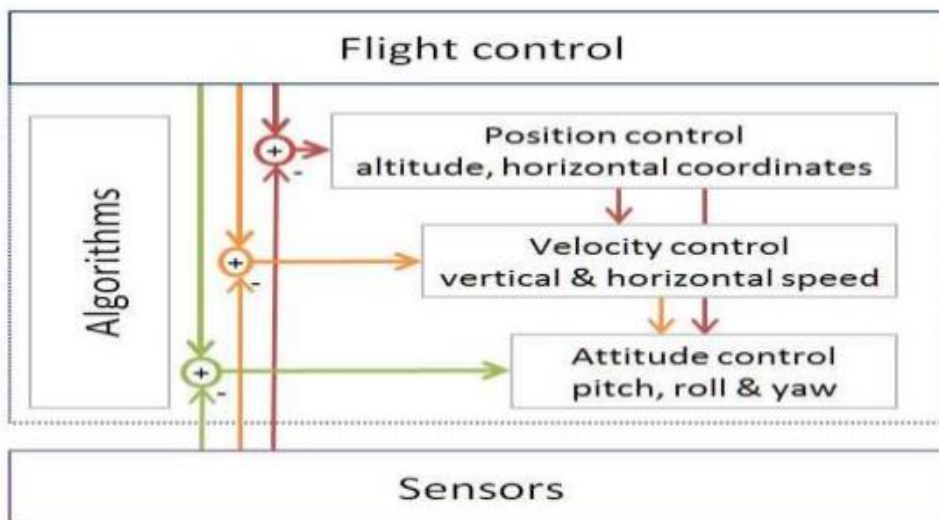 Flight control
Algorithms
+
-
Position control
altitude, horizontal coordinates
+
-
Velocity control
vertical & horizontal speed
+
-
Attitude control
pitch, roll & yaw
Sensors